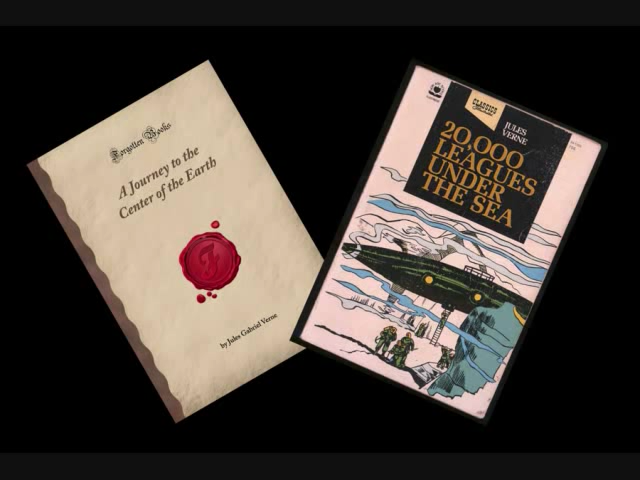 Forgotten Books
A Journey to the
Center of the Earth
F
by Jules Gabriel Verne
CLASSICS
Illustrated
JULES
VERNE
20,000
LEAGUES
UNDER
THE SEA